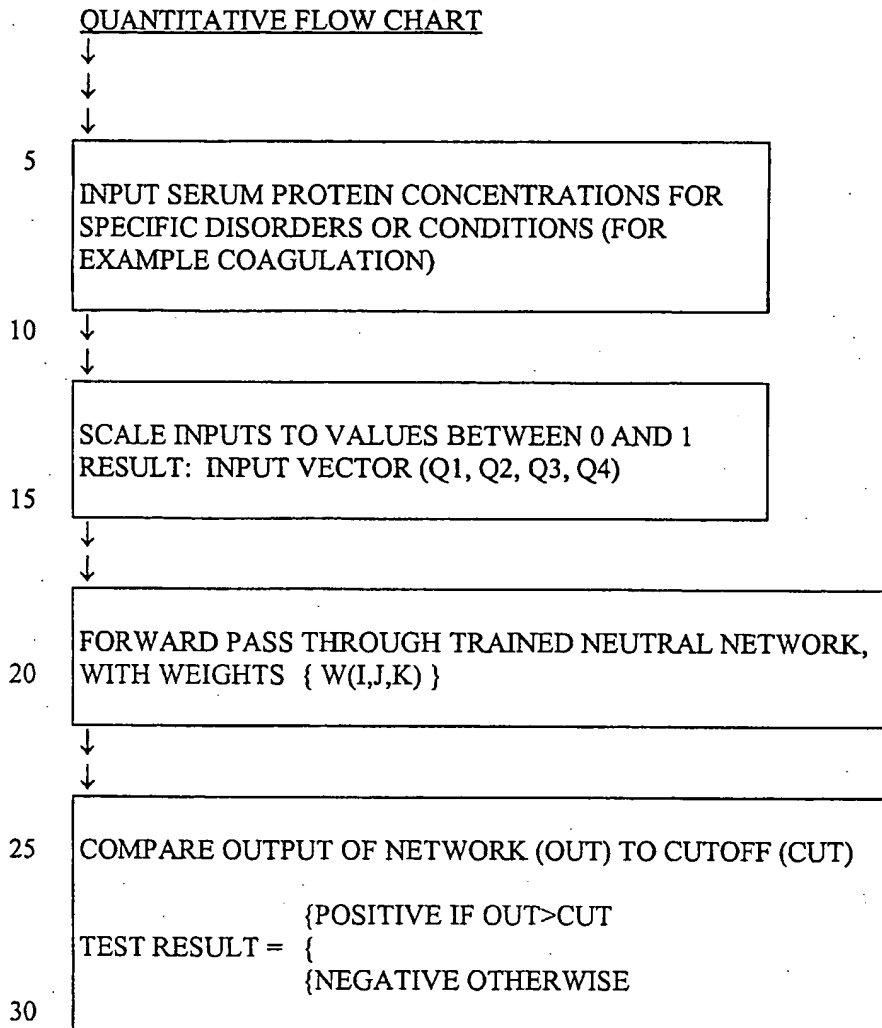 QUANTITATIVE FLOW CHART
↓
↓
↓
5
INPUT SERUM PROTEIN CONCENTRATIONS FOR
SPECIFIC DISORDERS OR CONDITIONS (FOR
EXAMPLE COAGULATION)
10 ↓
↓
SCALE INPUTS TO VALUES BETWEEN 0 AND 1
RESULT: INPUT VECTOR (Q1, Q2, Q3, Q4)
15
↓
↓
FORWARD PASS THROUGH TRAINED NEUTRAL NETWORK,
20 WITH WEIGHTS { W(I,J,K) }
↓
↓
25 COMPARE OUTPUT OF NETWORK (OUT) TO CUTOFF (CUT)
{POSITIVE IF OUT>CUT
TEST RESULT = {
{NEGATIVE OTHERWISE
30